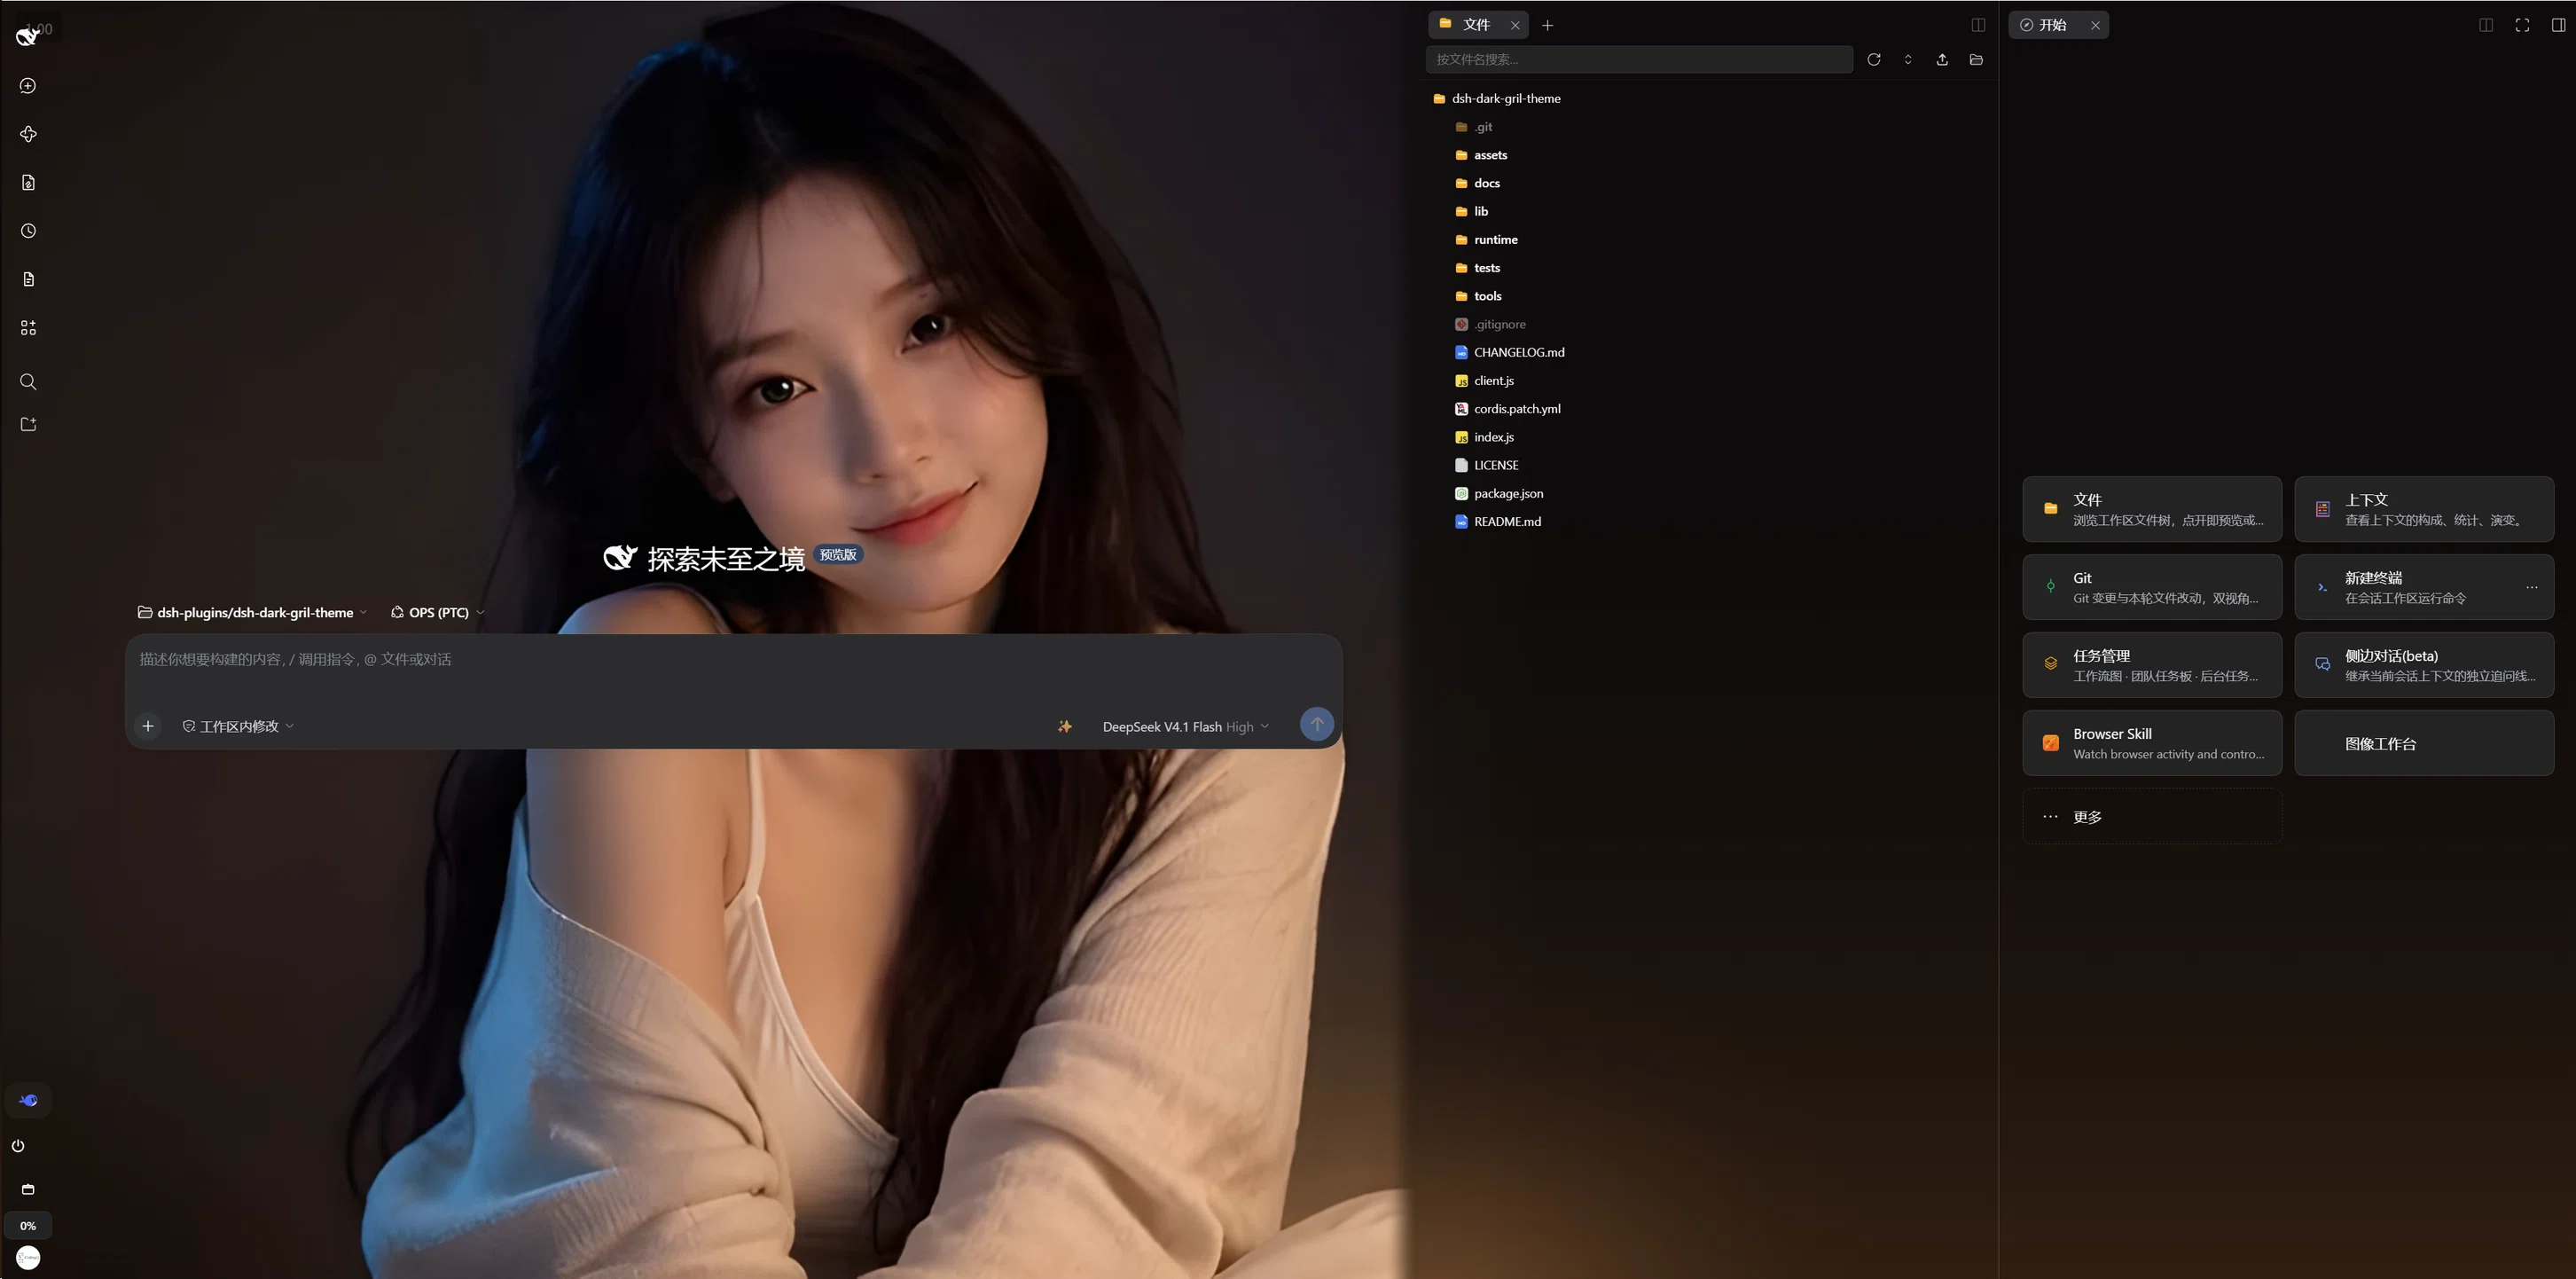 1.00
文件
按文件名搜索...
dsh-dark-gril-theme
.git
assets
docs
lib
runtime
tests
tools
.gitignore
CHANGELOG.md
client.js
cordis.patch.yml
index.js
LICENSE
package.json
README.md
开始
文件
浏览工作区文件树，点开即预览或...
上下文
查看上下文的构成、统计、演变。
Git
Git 变更与本轮文件改动，双视角...
新建终端
在会话工作区运行命令
任务管理
工作流图 · 团队任务板 · 后台任务...
侧边对话(beta)
继承当前会话上下文的独立追问线...
Browser Skill
Watch browser activity and contro...
图像工作台
更多
探索未至之境 预览版
dsh-plugins/dsh-dark-gril-theme OPS (PTC)
描述你想要构建的内容, / 调用指令, @ 文件或对话
工作区内修改 DeepSeek V4.1 Flash High
0%